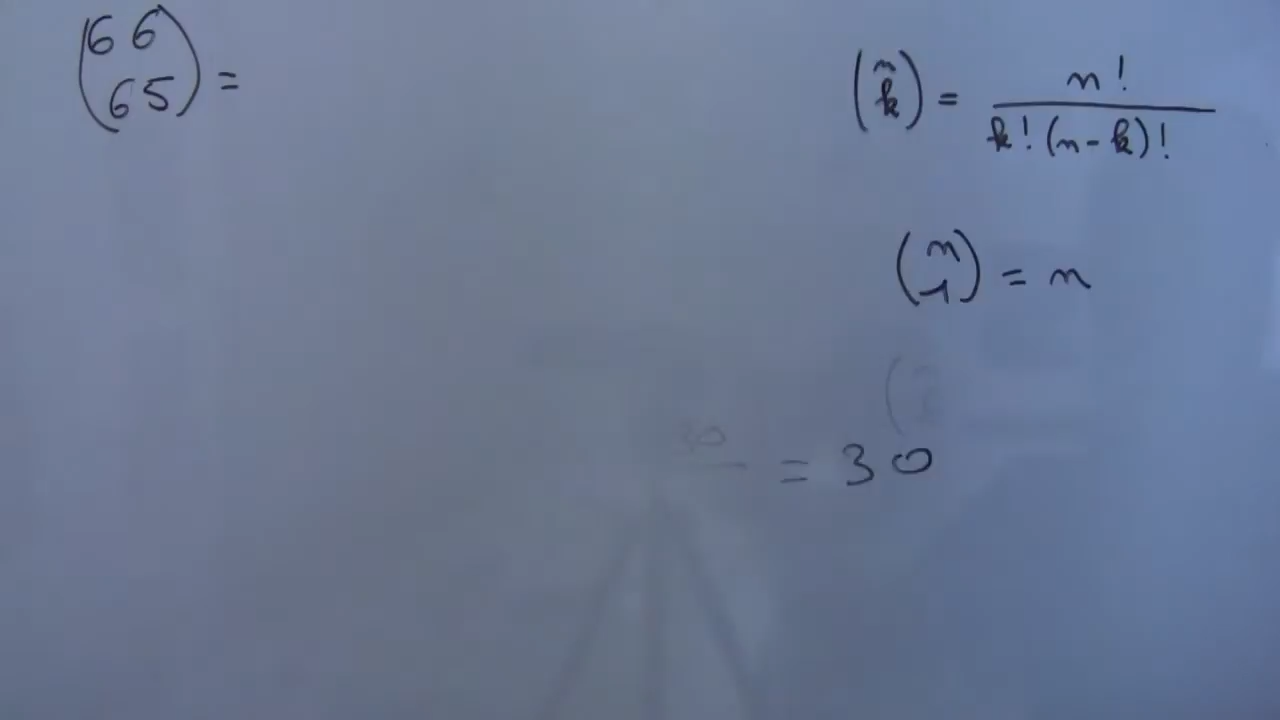 (66 65) =
(n k) = n! / k!(n-k)!
(n 1) = n
= 30